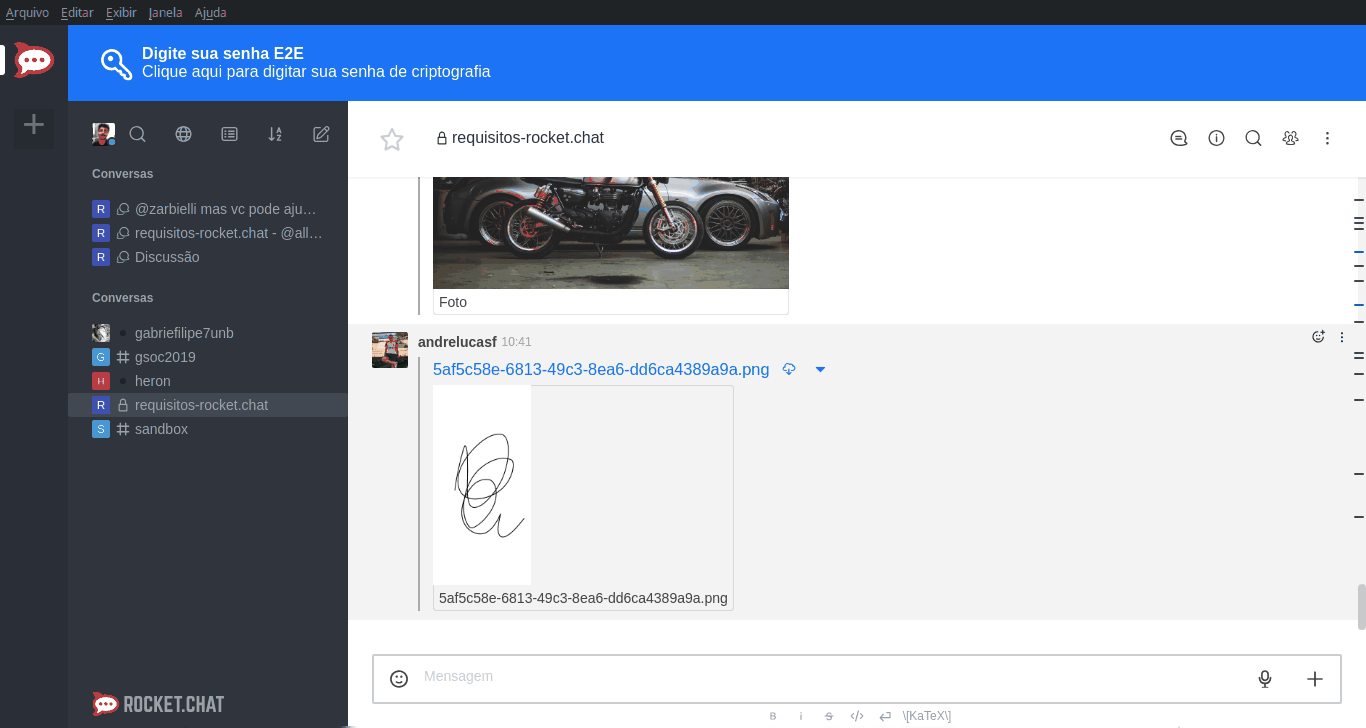 Arquivo Editar Exibir Janela Ajuda
Digite sua senha E2E
Clique aqui para digitar sua senha de criptografia
Conversas
R @zarbielli mas vc pode aju…
R requisitos-rocket.chat - @all…
R Discussão
Conversas
gabriefilipe7unb
G gsoc2019
H heron
R requisitos-rocket.chat
S sandbox
ROCKET.CHAT
requisitos-rocket.chat
Foto
andrelucasf 10:41
5af5c58e-6813-49c3-8ea6-dd6ca4389a9a.png
5af5c58e-6813-49c3-8ea6-dd6ca4389a9a.png
Mensagem
B i S </> \[KaTeX\]